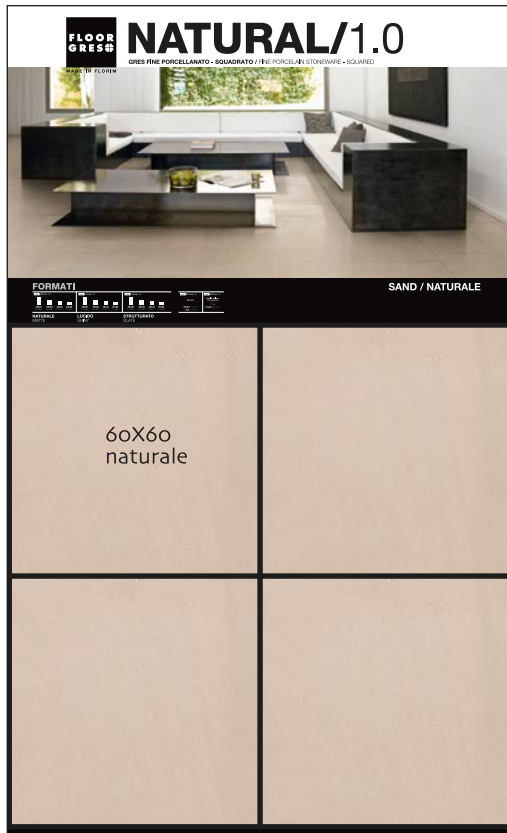 FLOOR
GRES
MADE IN FLORIM
NATURAL/1.0
GRES FINE PORCELLANATO - SQUADRATO / FINE PORCELAIN STONEWARE - SQUARED
FORMATI
SAND / NATURALE
NATURALE
MATTE
LUCIDO
SHINY
STRUTTURATO
SLATE
60X60
naturale